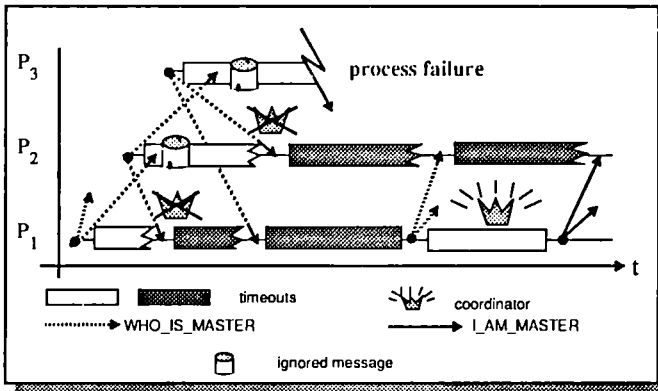 P3
process failure
P2
P1
t
timeouts
coordinator
WHO_IS_MASTER
I_AM_MASTER
ignored message